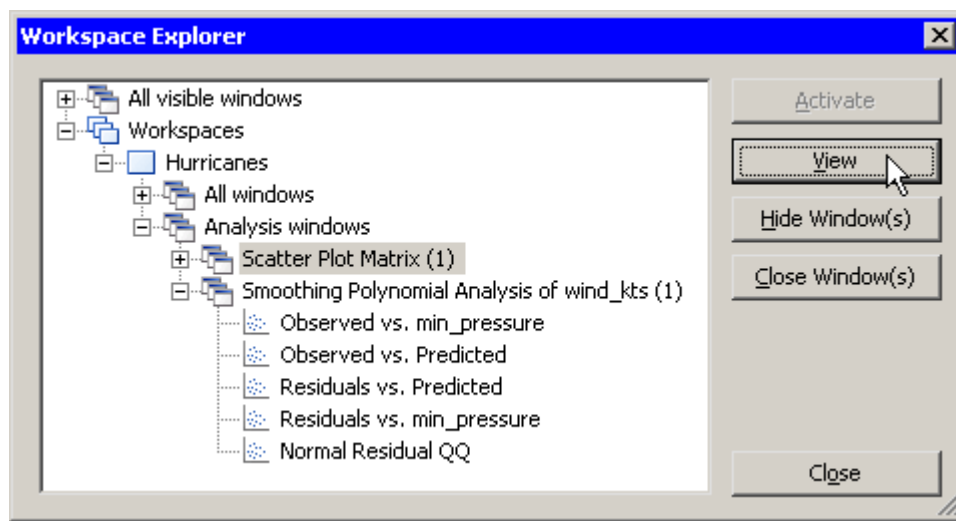 Workspace Explorer
All visible windows
Workspaces
Hurricanes
All windows
Analysis windows
Scatter Plot Matrix (1)
Smoothing Polynomial Analysis of wind_kts (1)
Observed vs. min_pressure
Observed vs. Predicted
Residuals vs. Predicted
Residuals vs. min_pressure
Normal Residual QQ
Activate
View
Hide Window(s)
Close Window(s)
Close